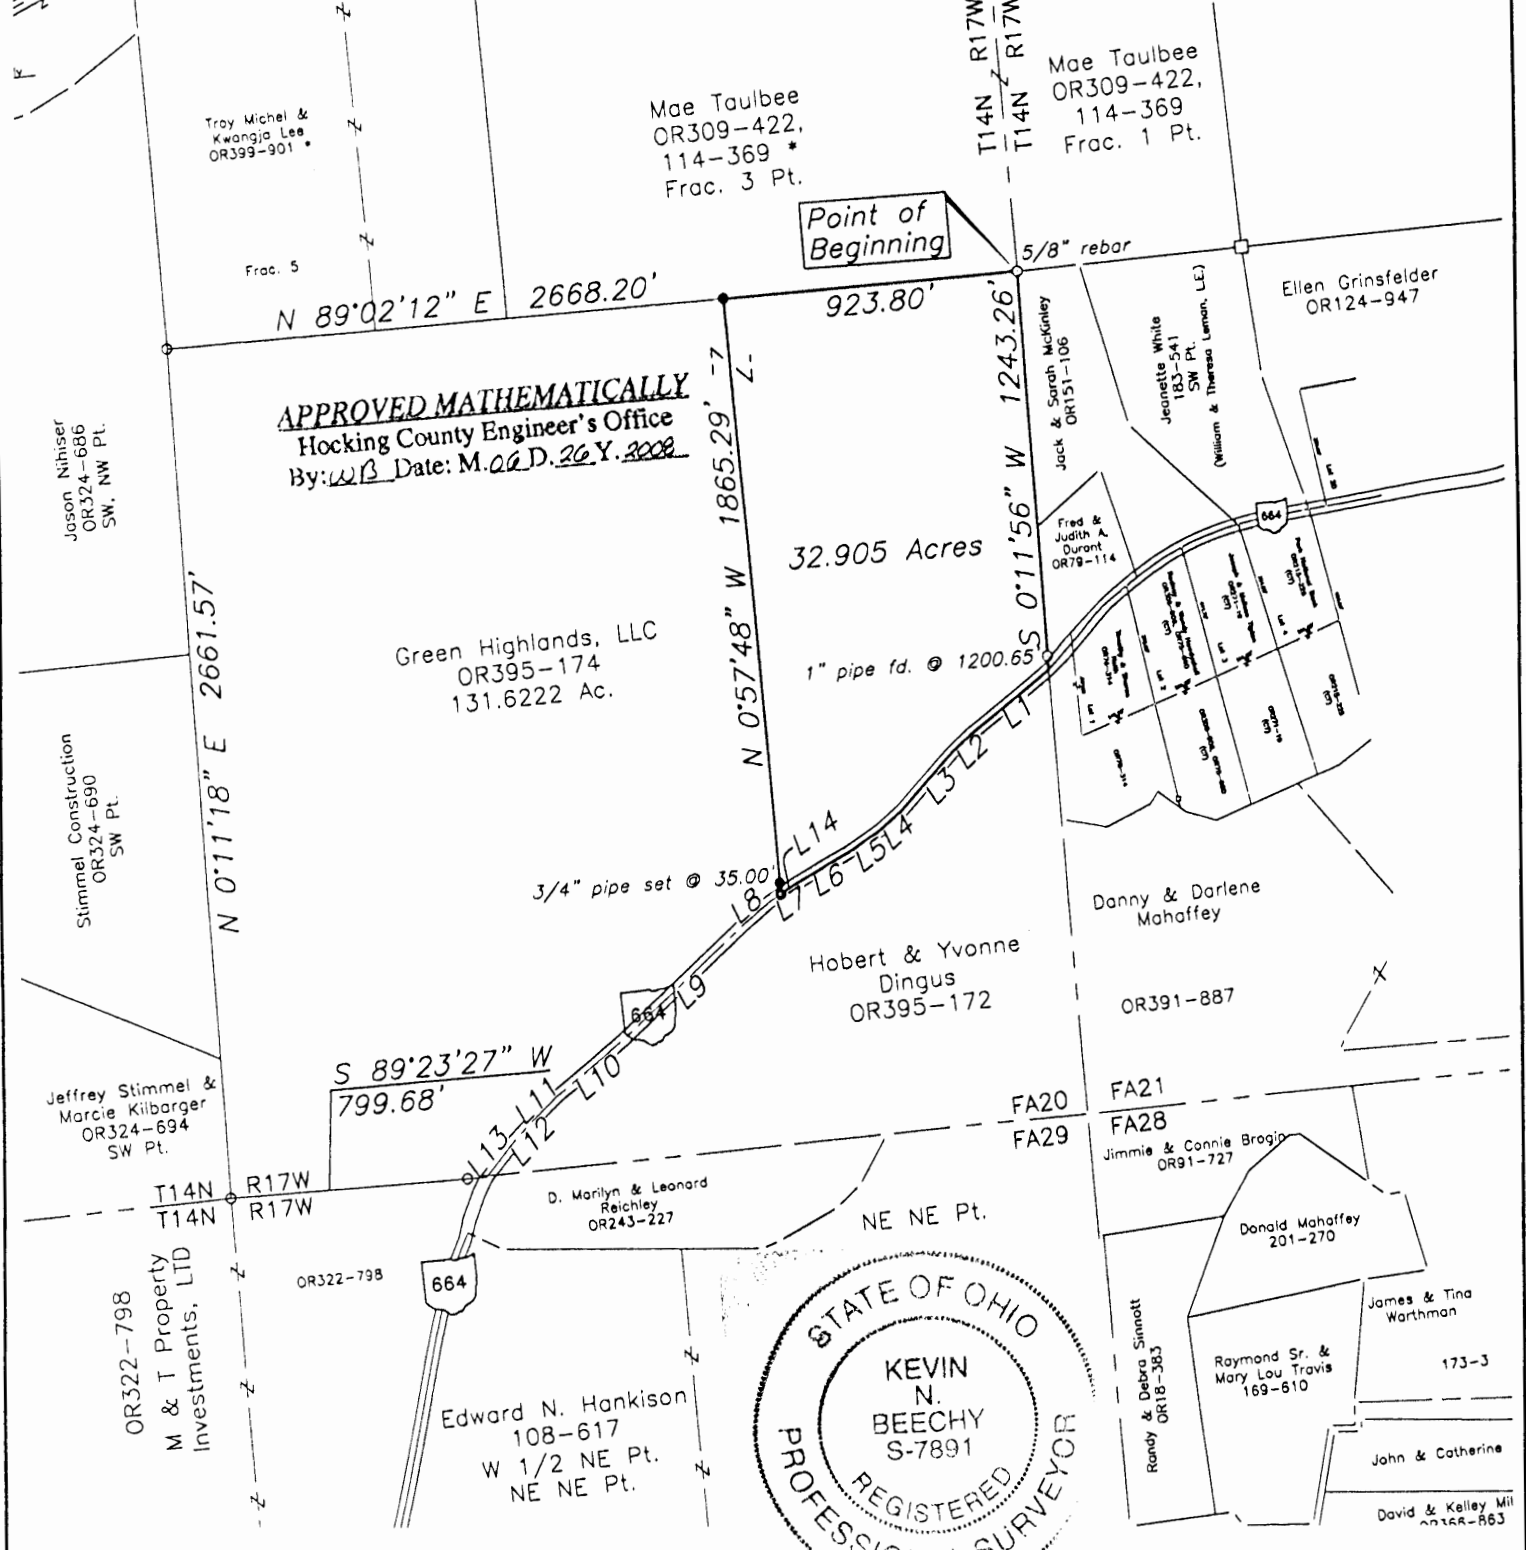 T14N R17W
T14N R17W
Mae Taulbee
OR309-422,
114-369
Frac. 1 Pt.
Mae Taulbee
OR309-422,
114-369 *
Frac. 3 Pt.
Troy Michel &
Kwangja Lee
OR399-901 *
Frac. 5
Point of
Beginning
5/8" rebar
N 89°02'12" E 2668.20'
923.80'
Ellen Grinsfelder
OR124-947
Jack & Sarah McKinley
OR151-106
Jeanette White
183-541
SW Pt.
(William & Theresa Leman, L.E.)
APPROVED MATHEMATICALLY
Hocking County Engineer's Office
By: WB Date: M. 06 D. 26 Y. 2008
Jason Nihiser
OR324-686
SW, NW Pt.
N 0°57'48" W 1865.29'
S 0°11'56" W 1243.26'
32.905 Acres
Fred &
Judith A.
Durant
OR79-114
664
Green Highlands, LLC
OR395-174
131.6222 Ac.
1" pipe fd. @ 1200.65'
N 0°11'18" E 2661.57'
Stimmel Construction
OR324-690
SW Pt.
L1
L2
L3
L4
L5
L6
L7
L14
L8
3/4" pipe set @ 35.00'
L9
Hobert & Yvonne
Dingus
OR395-172
Danny & Darlene
Mahaffey
OR391-887
664
L10
L11
L12
L13
S 89°23'27" W
799.68'
Jeffrey Stimmel &
Marcie Kilbarger
OR324-694
SW Pt.
T14N R17W
T14N R17W
FA20 FA21
FA29 FA28
Jimmie & Connie Brogin
OR91-727
D. Marilyn & Leonard
Reichley
OR243-227
NE NE Pt.
Donald Mahaffey
201-270
OR322-798
M & T Property
Investments, LTD
OR322-798
664
Edward N. Hankison
108-617
W 1/2 NE Pt.
NE NE Pt.
STATE OF OHIO
KEVIN
N.
BEECHY
S-7891
REGISTERED
PROFESSIONAL SURVEYOR
Randy & Debra Sinnott
OR18-383
Raymond Sr. &
Mary Lou Travis
169-610
James & Tina
Warthman
173-3
John & Catherine
David & Kelley Mil
OR366-863